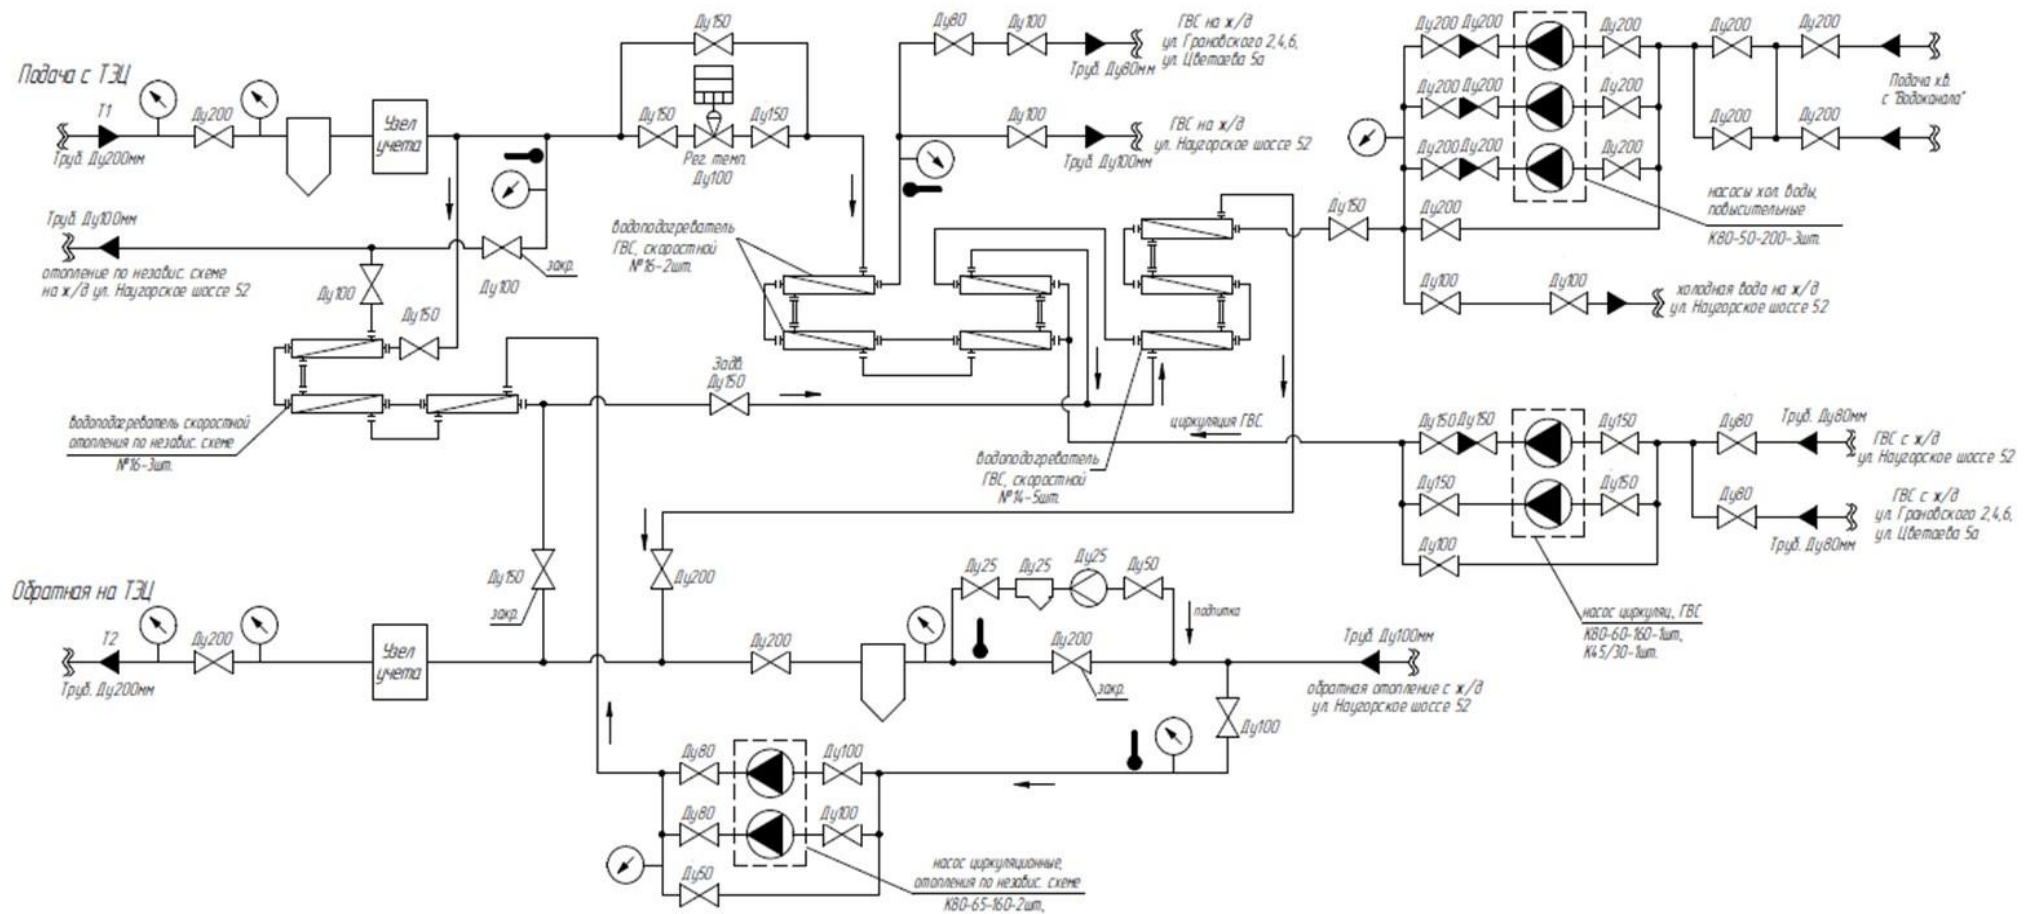 Подача с ТЭЦ
Т1
Труб. Ду200мм
Ду200
Узел
учета
Ду150
Ду150
Ду150
Рег. темп.
Ду100
Ду80
Ду100
Труб. Ду80мм
ГВС на ж/д
ул. Грановского 2,4,6,
ул. Цветаева 5а
Ду100
Труб. Ду100мм
ГВС на ж/д
ул. Наугорское шоссе 52
Ду200
Ду200
Ду200
Ду200
Ду200
Ду200
Ду200
Ду200
Ду200
Ду200
Ду200
Ду200
Ду200
Ду200
Подача х.в.
с "Водоканала"
насосы хол. воды,
повысительные
К80-50-200-3шт.
Ду150
Ду100
Ду100
холодная вода на ж/д
ул. Наугорское шоссе 52
Труб. Ду100мм
отопление по независ. схеме
на ж/д ул. Наугорское шоссе 52
закр.
Ду100
Ду100
Ду150
водоподогреватель
ГВС, скоростной
№16-2шт.
водоподогреватель скоростной
отопления по независ. схеме
№16-3шт.
Задв.
Ду150
циркуляция ГВС.
водоподогреватель
ГВС, скоростной
№14-5шт.
Ду150
Ду150
Ду150
Ду80
Труб. Ду80мм
ГВС с ж/д
ул. Наугорское шоссе 52
Ду150
Ду150
Ду80
Труб. Ду80мм
ГВС с ж/д
ул. Грановского 2,4,6,
ул. Цветаева 5а
Ду100
насос циркуляц. ГВС
К80-60-160-1шт.,
К45/30-1шт.
Обратная на ТЭЦ
Т2
Труб. Ду200мм
Ду200
Узел
учета
Ду150
закр.
Ду200
Ду200
Ду25
Ду25
Ду25
Ду50
подпитка
Ду200
закр.
Труб. Ду100мм
обратная отопление с ж/д
ул. Наугорское шоссе 52
Ду100
Ду80
Ду100
Ду80
Ду100
Ду50
насос циркуляционные,
отопления по независ. схеме
К80-65-160-2шт.,